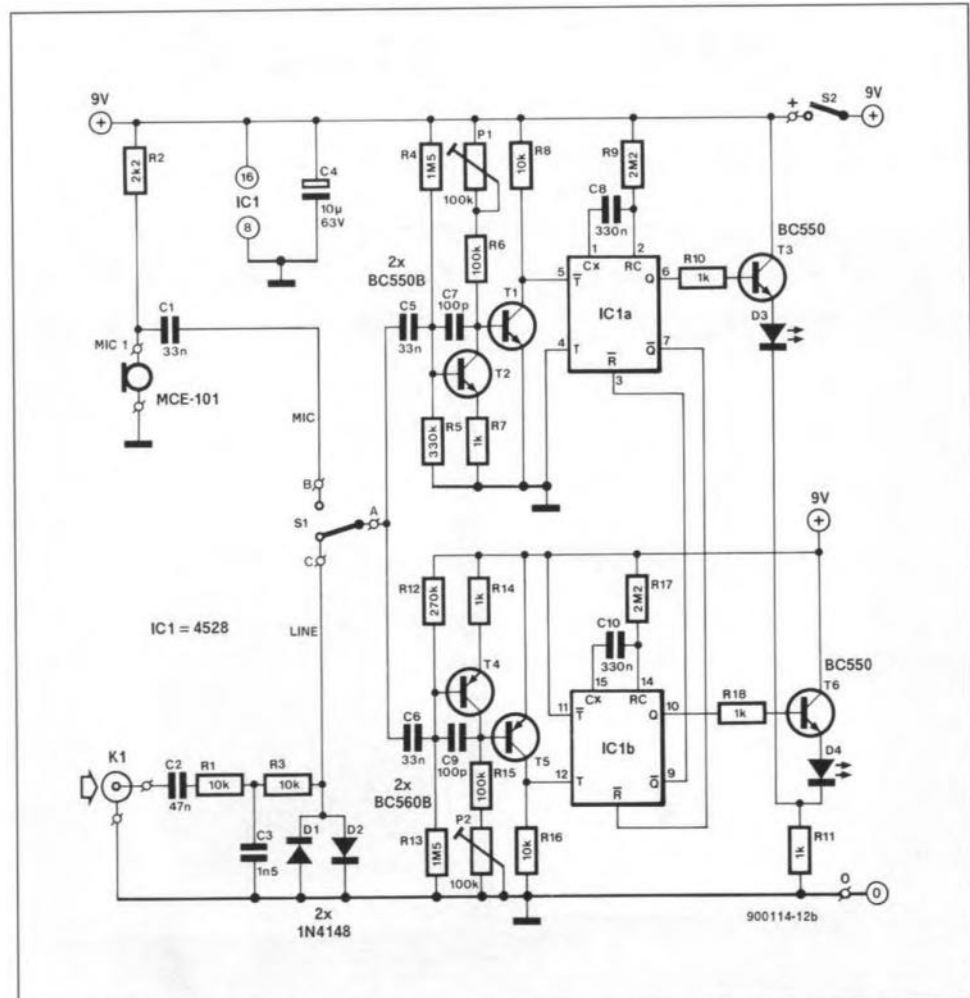 9V
+
R2
2k2
16
IC1
8
C4
10µ
63V
R4
1M5
P1
100k
R8
10k
R9
2M2
+
S2
9V
+
C8
330n
BC550
T3
R6
100k
2x
BC550B
C5
33n
C7
100p
T1
5
T
1
Cx
2
RC
Q
6
R10
1k
D3
IC1a
4
T
Q
7
R
3
C1
33n
MIC 1
MCE-101
MIC
T2
R5
330k
R7
1k
B
S1
A
C
9V
+
R12
270k
R14
1k
R17
2M2
C10
330n
IC1 = 4528
LINE
T4
BC550
T6
15
Cx
14
RC
11
T
Q
10
R18
1k
D4
IC1b
C6
33n
C9
100p
T5
12
T
Q
9
R
K1
C2
47n
R1
10k
R3
10k
2x
BC560B
R15
100k
P2
100k
R13
1M5
R16
10k
R11
1k
C3
1n5
D1
D2
0
0
2x
1N4148
900114-12b